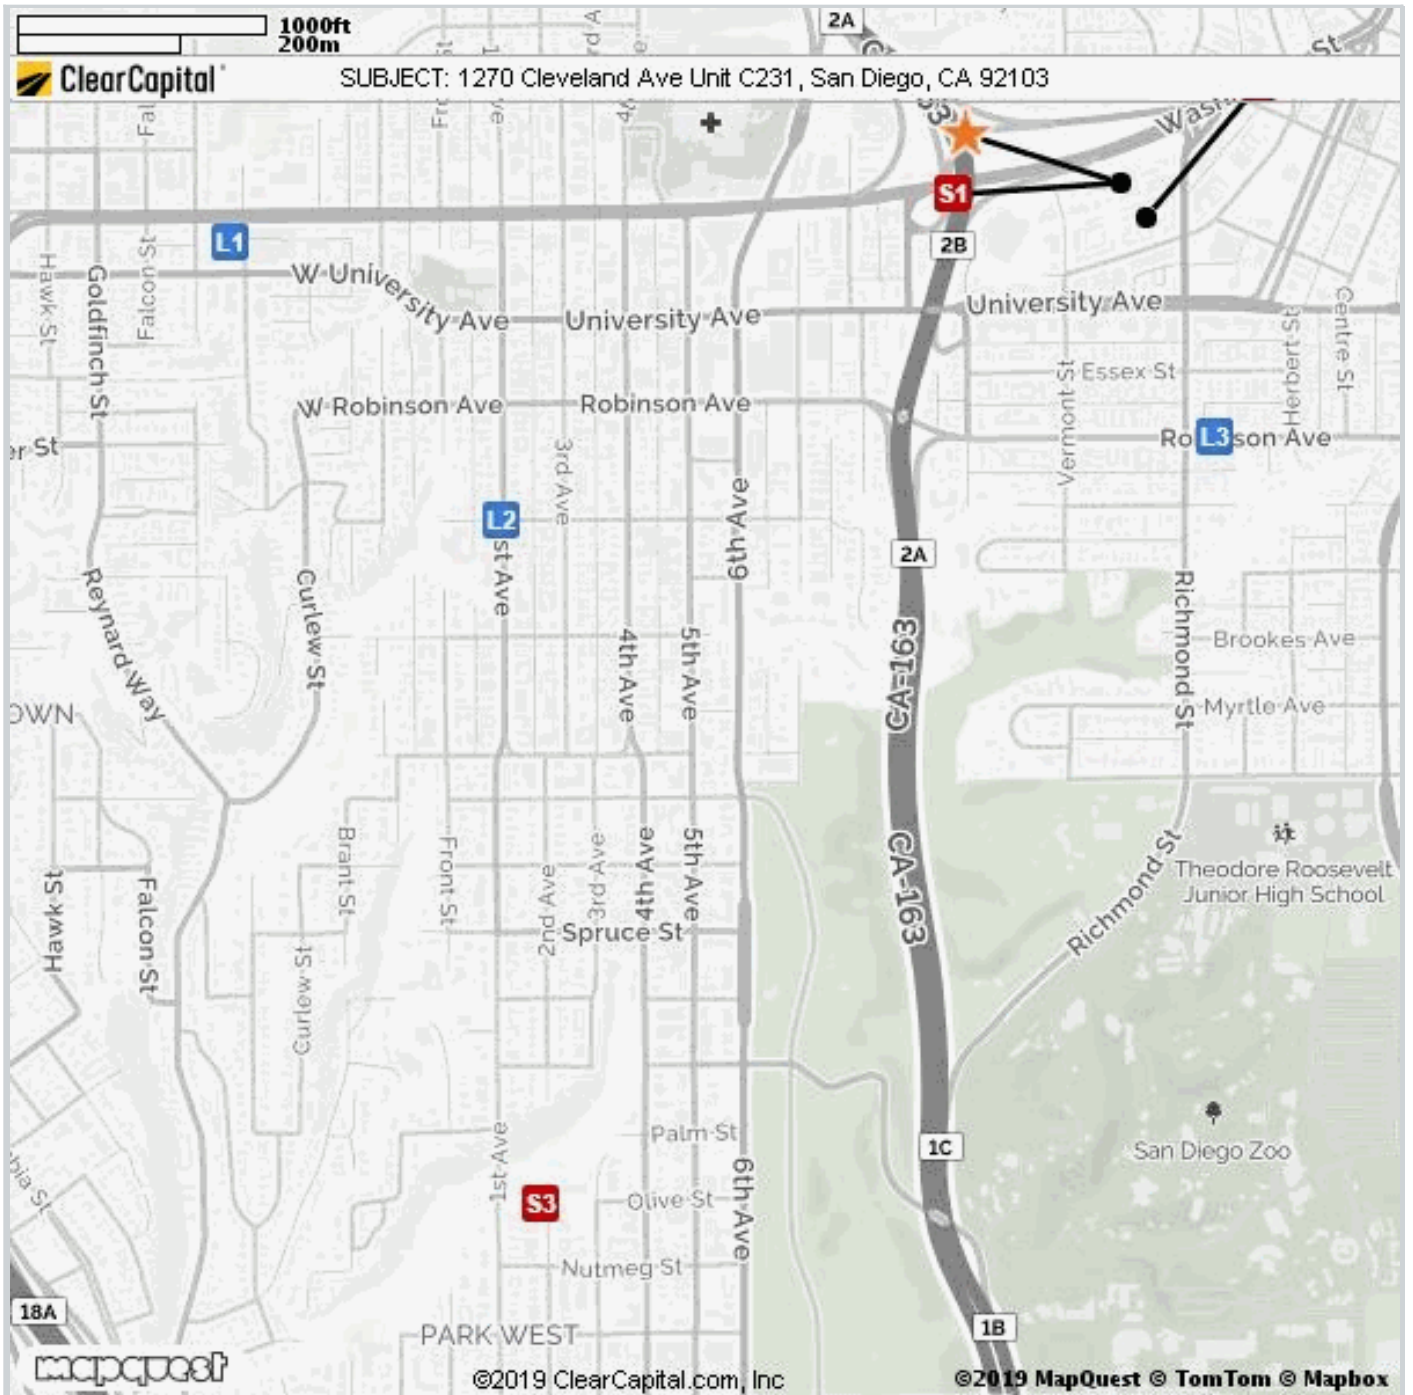 1000ft
200m
2A
St
ClearCapital
SUBJECT: 1270 Cleveland Ave Unit C231, San Diego, CA 92103
S1
2B
L1
W University Ave
University Ave
University Ave
Hawk St
Goldfinch St
Falcon St
Essex St
Vermont St
Herbert St
Centre St
W Robinson Ave
Robinson Ave
L3
3rd Ave
6th Ave
L2
2A
Reynard Way
Curlew St
4th Ave
5th Ave
CA-163
Richmond St
Brookes Ave
Myrtle Ave
Brant St
Front St
3rd Ave
4th Ave
5th Ave
CA-163
Theodore Roosevelt
Junior High School
Hawk St
Falcon St
Curlew St
2nd Ave
Spruce St
Richmond St
Palm St
1C
San Diego Zoo
1st Ave
S3
Olive St
6th Ave
Nutmeg St
18A
PARK WEST
1B
mapquest
©2019 ClearCapital.com, Inc
©2019 MapQuest © TomTom © Mapbox